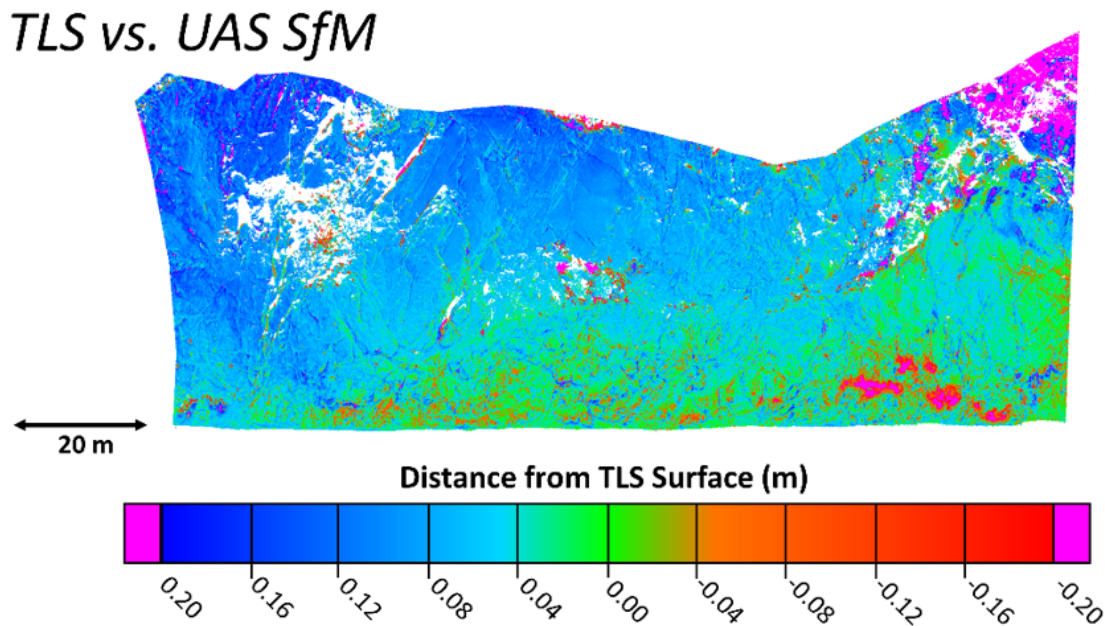 TLS vs. UAS SfM
20 m
Distance from TLS Surface (m)
0.20 0.16 0.12 0.08 0.04 0.00 -0.04 -0.08 -0.12 -0.16 -0.20